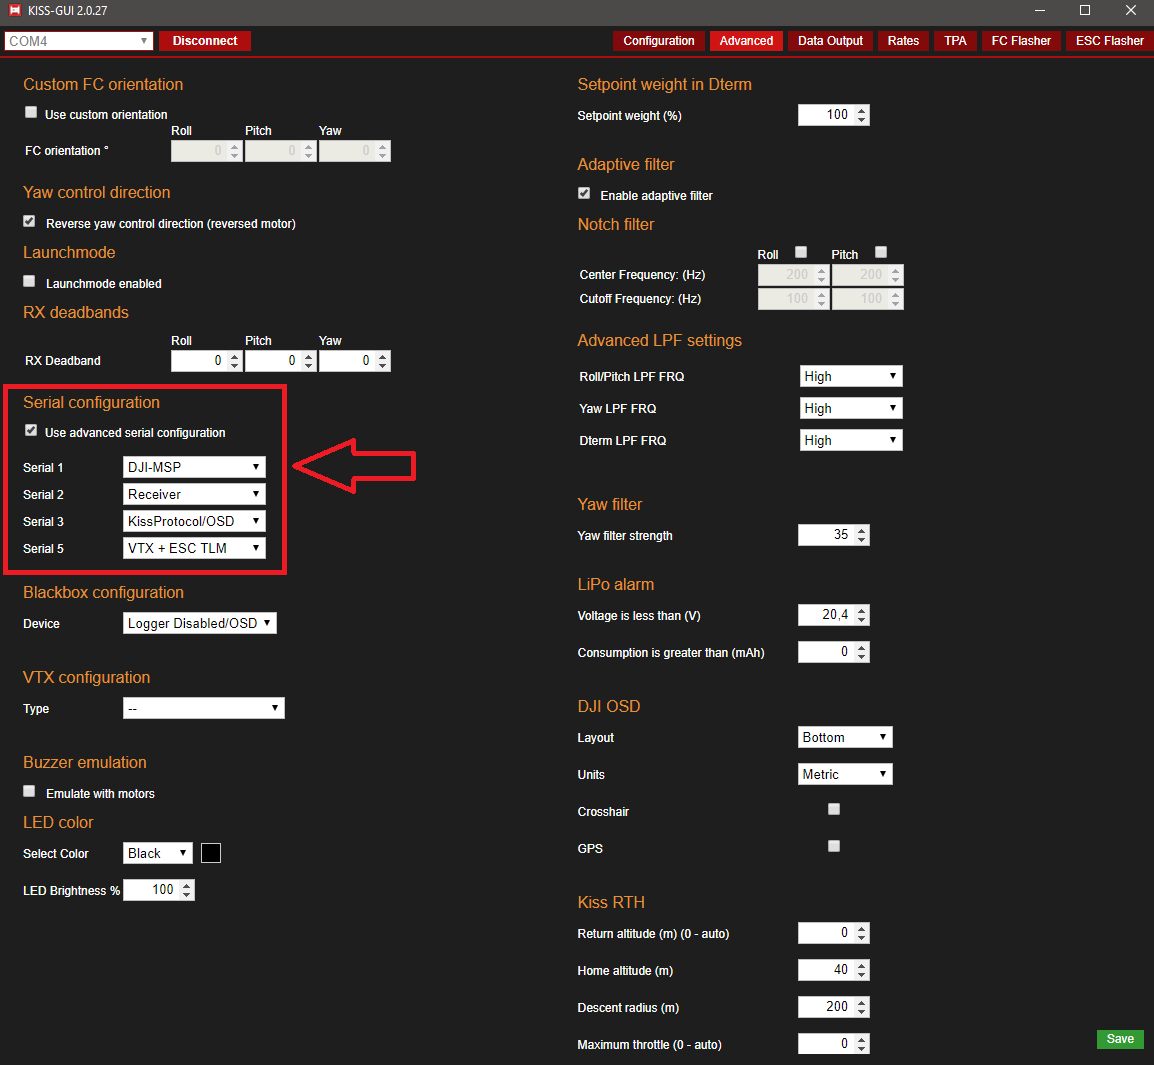 KISS-GUI 2.0.27
COM4
Disconnect
Configuration
Advanced
Data Output
Rates
TPA
FC Flasher
ESC Flasher
Custom FC orientation
Use custom orientation
Roll Pitch Yaw
FC orientation ° 0 0 0
Yaw control direction
Reverse yaw control direction (reversed motor)
Launchmode
Launchmode enabled
RX deadbands
Roll Pitch Yaw
RX Deadband 0 0 0
Serial configuration
Use advanced serial configuration
Serial 1 DJI-MSP
Serial 2 Receiver
Serial 3 KissProtocol/OSD
Serial 5 VTX + ESC TLM
Blackbox configuration
Device Logger Disabled/OSD
VTX configuration
Type --
Buzzer emulation
Emulate with motors
LED color
Select Color Black
LED Brightness % 100
Setpoint weight in Dterm
Setpoint weight (%) 100
Adaptive filter
Enable adaptive filter
Notch filter
Roll Pitch
Center Frequency: (Hz) 200 200
Cutoff Frequency: (Hz) 100 100
Advanced LPF settings
Roll/Pitch LPF FRQ High
Yaw LPF FRQ High
Dterm LPF FRQ High
Yaw filter
Yaw filter strength 35
LiPo alarm
Voltage is less than (V) 20,4
Consumption is greater than (mAh) 0
DJI OSD
Layout Bottom
Units Metric
Crosshair
GPS
Kiss RTH
Return altitude (m) (0 - auto) 0
Home altitude (m) 40
Descent radius (m) 200
Maximum throttle (0 - auto) 0
Save